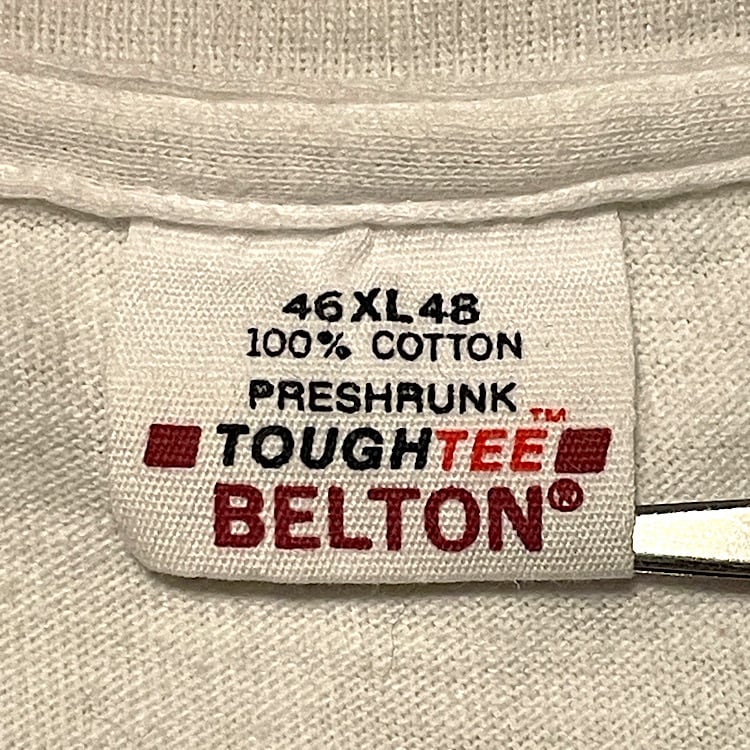 46 XL 48
100% COTTON
PRESHRUNK
TOUGHTEE™
BELTON®